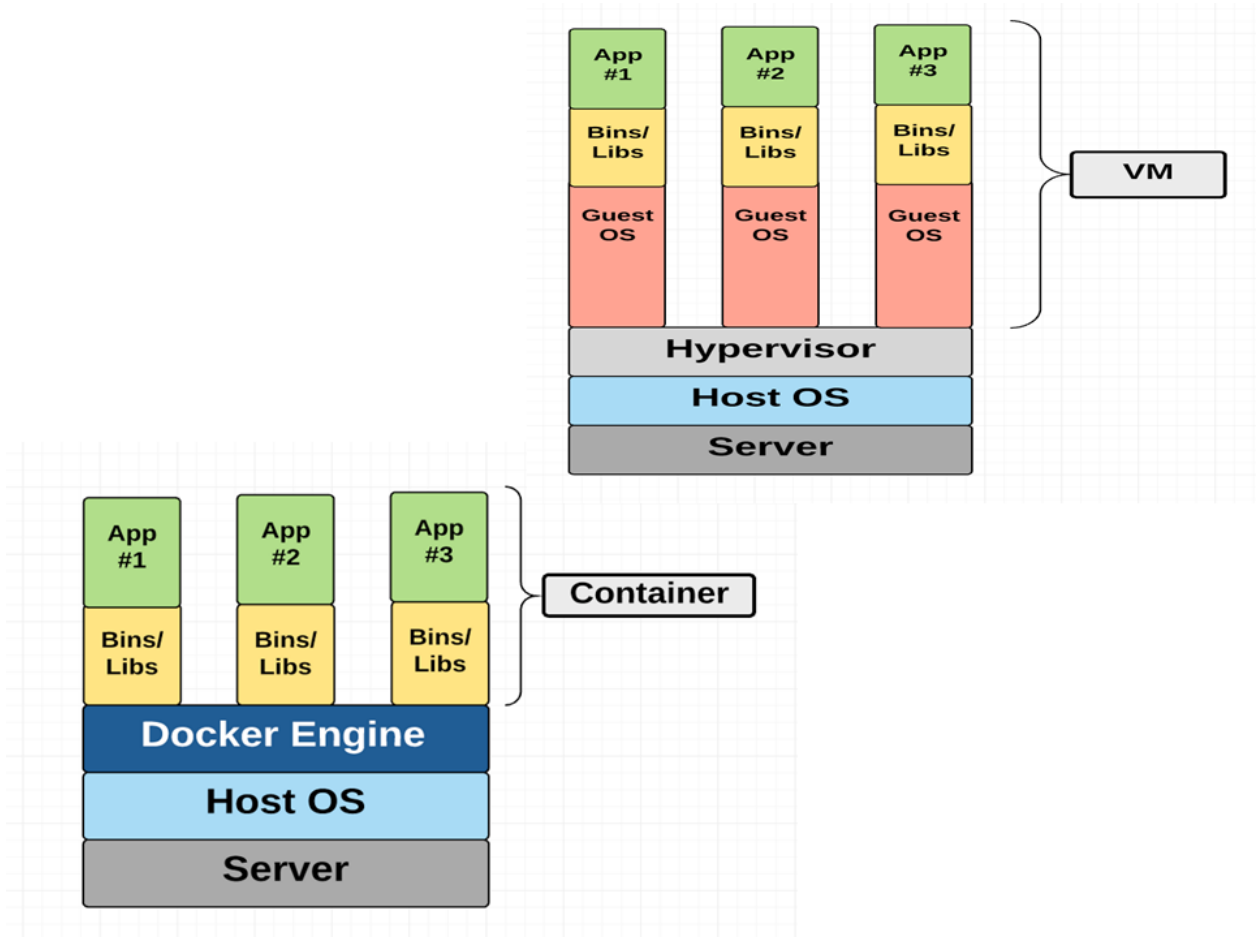 App
#1
App
#2
App
#3
Bins/
Libs
Bins/
Libs
Bins/
Libs
Guest
OS
Guest
OS
Guest
OS
VM
Hypervisor
Host OS
Server
App
#1
App
#2
App
#3
Container
Bins/
Libs
Bins/
Libs
Bins/
Libs
Docker Engine
Host OS
Server